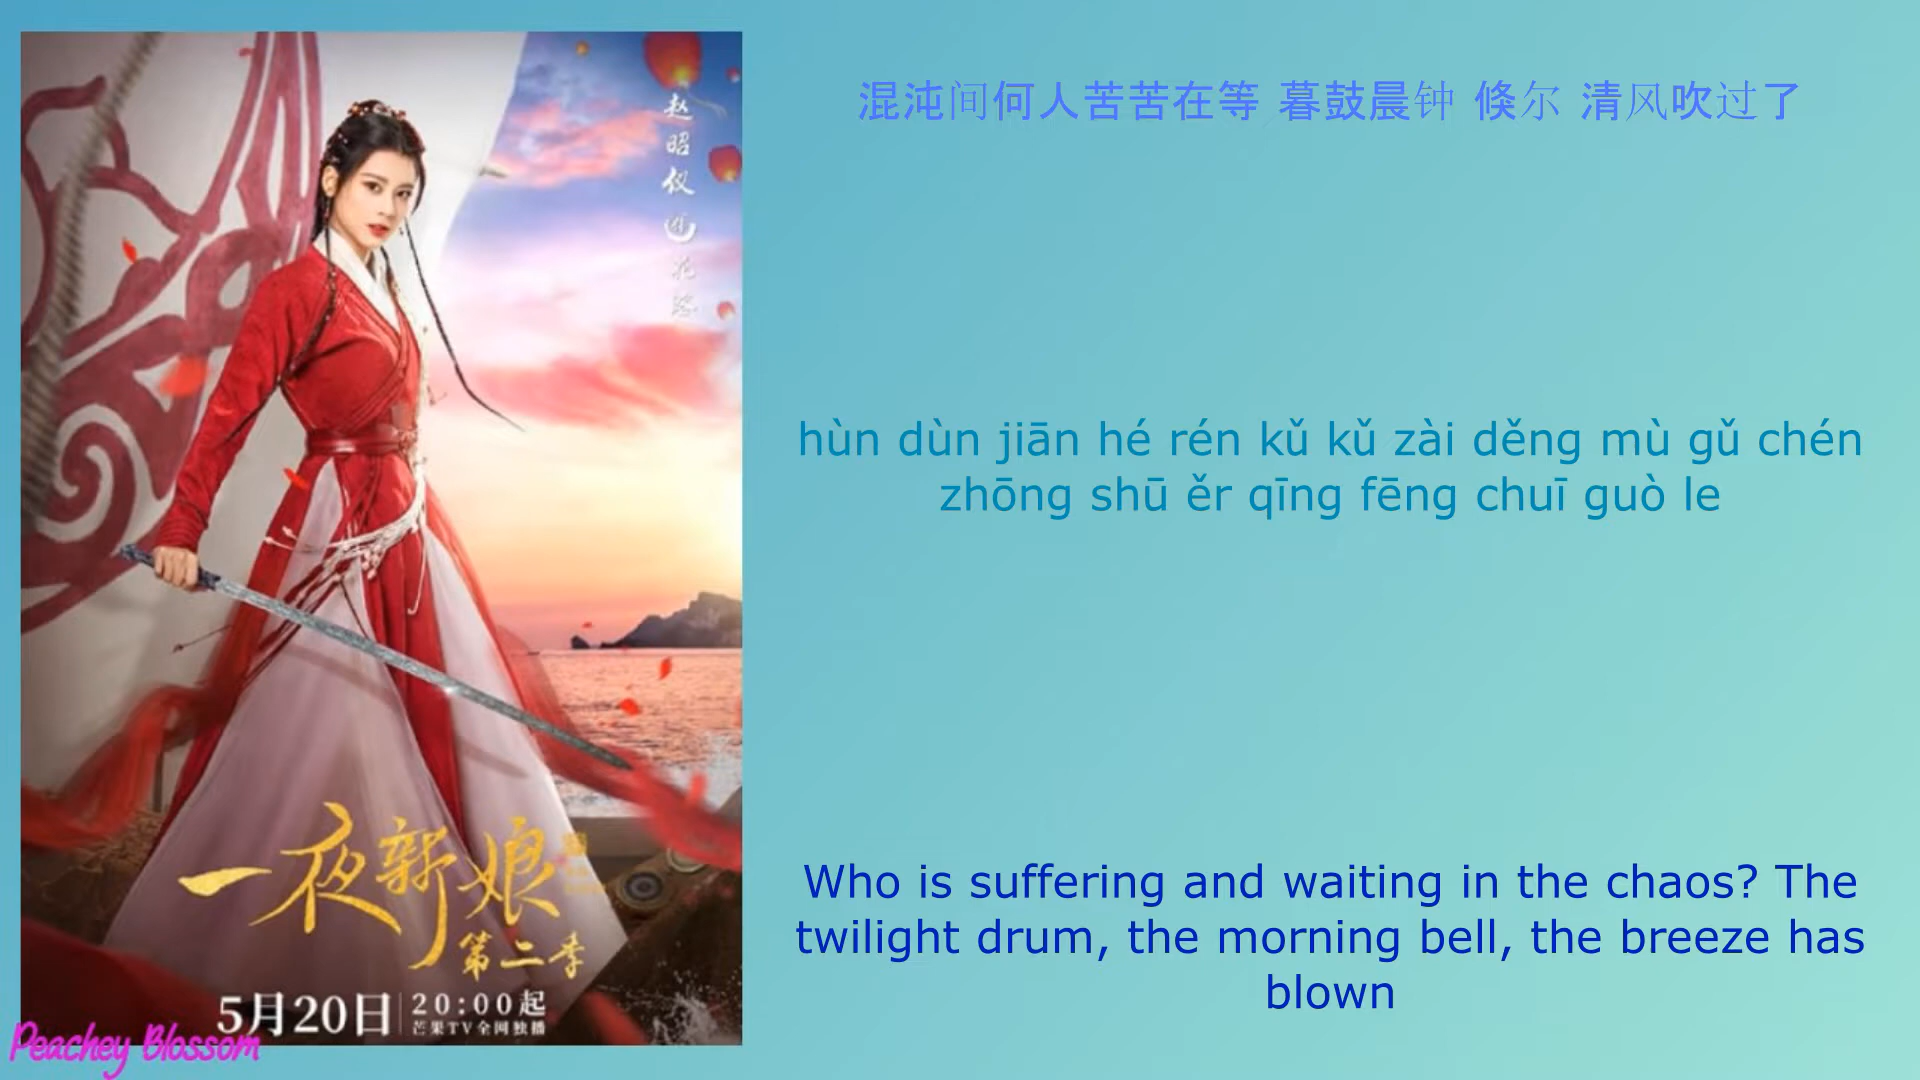 混沌间何人苦苦在等 暮鼓晨钟 倏尔 清风吹过了
hùn dùn jiān hé rén kǔ kǔ zài děng mù gǔ chén
zhōng shū ěr qīng fēng chuī guò le
Who is suffering and waiting in the chaos? The
twilight drum, the morning bell, the breeze has
blown
赵昭仪 饰 花溶
一夜新娘
第二季
5月20日 20:00起
芒果TV全网独播
Peachey Blossom